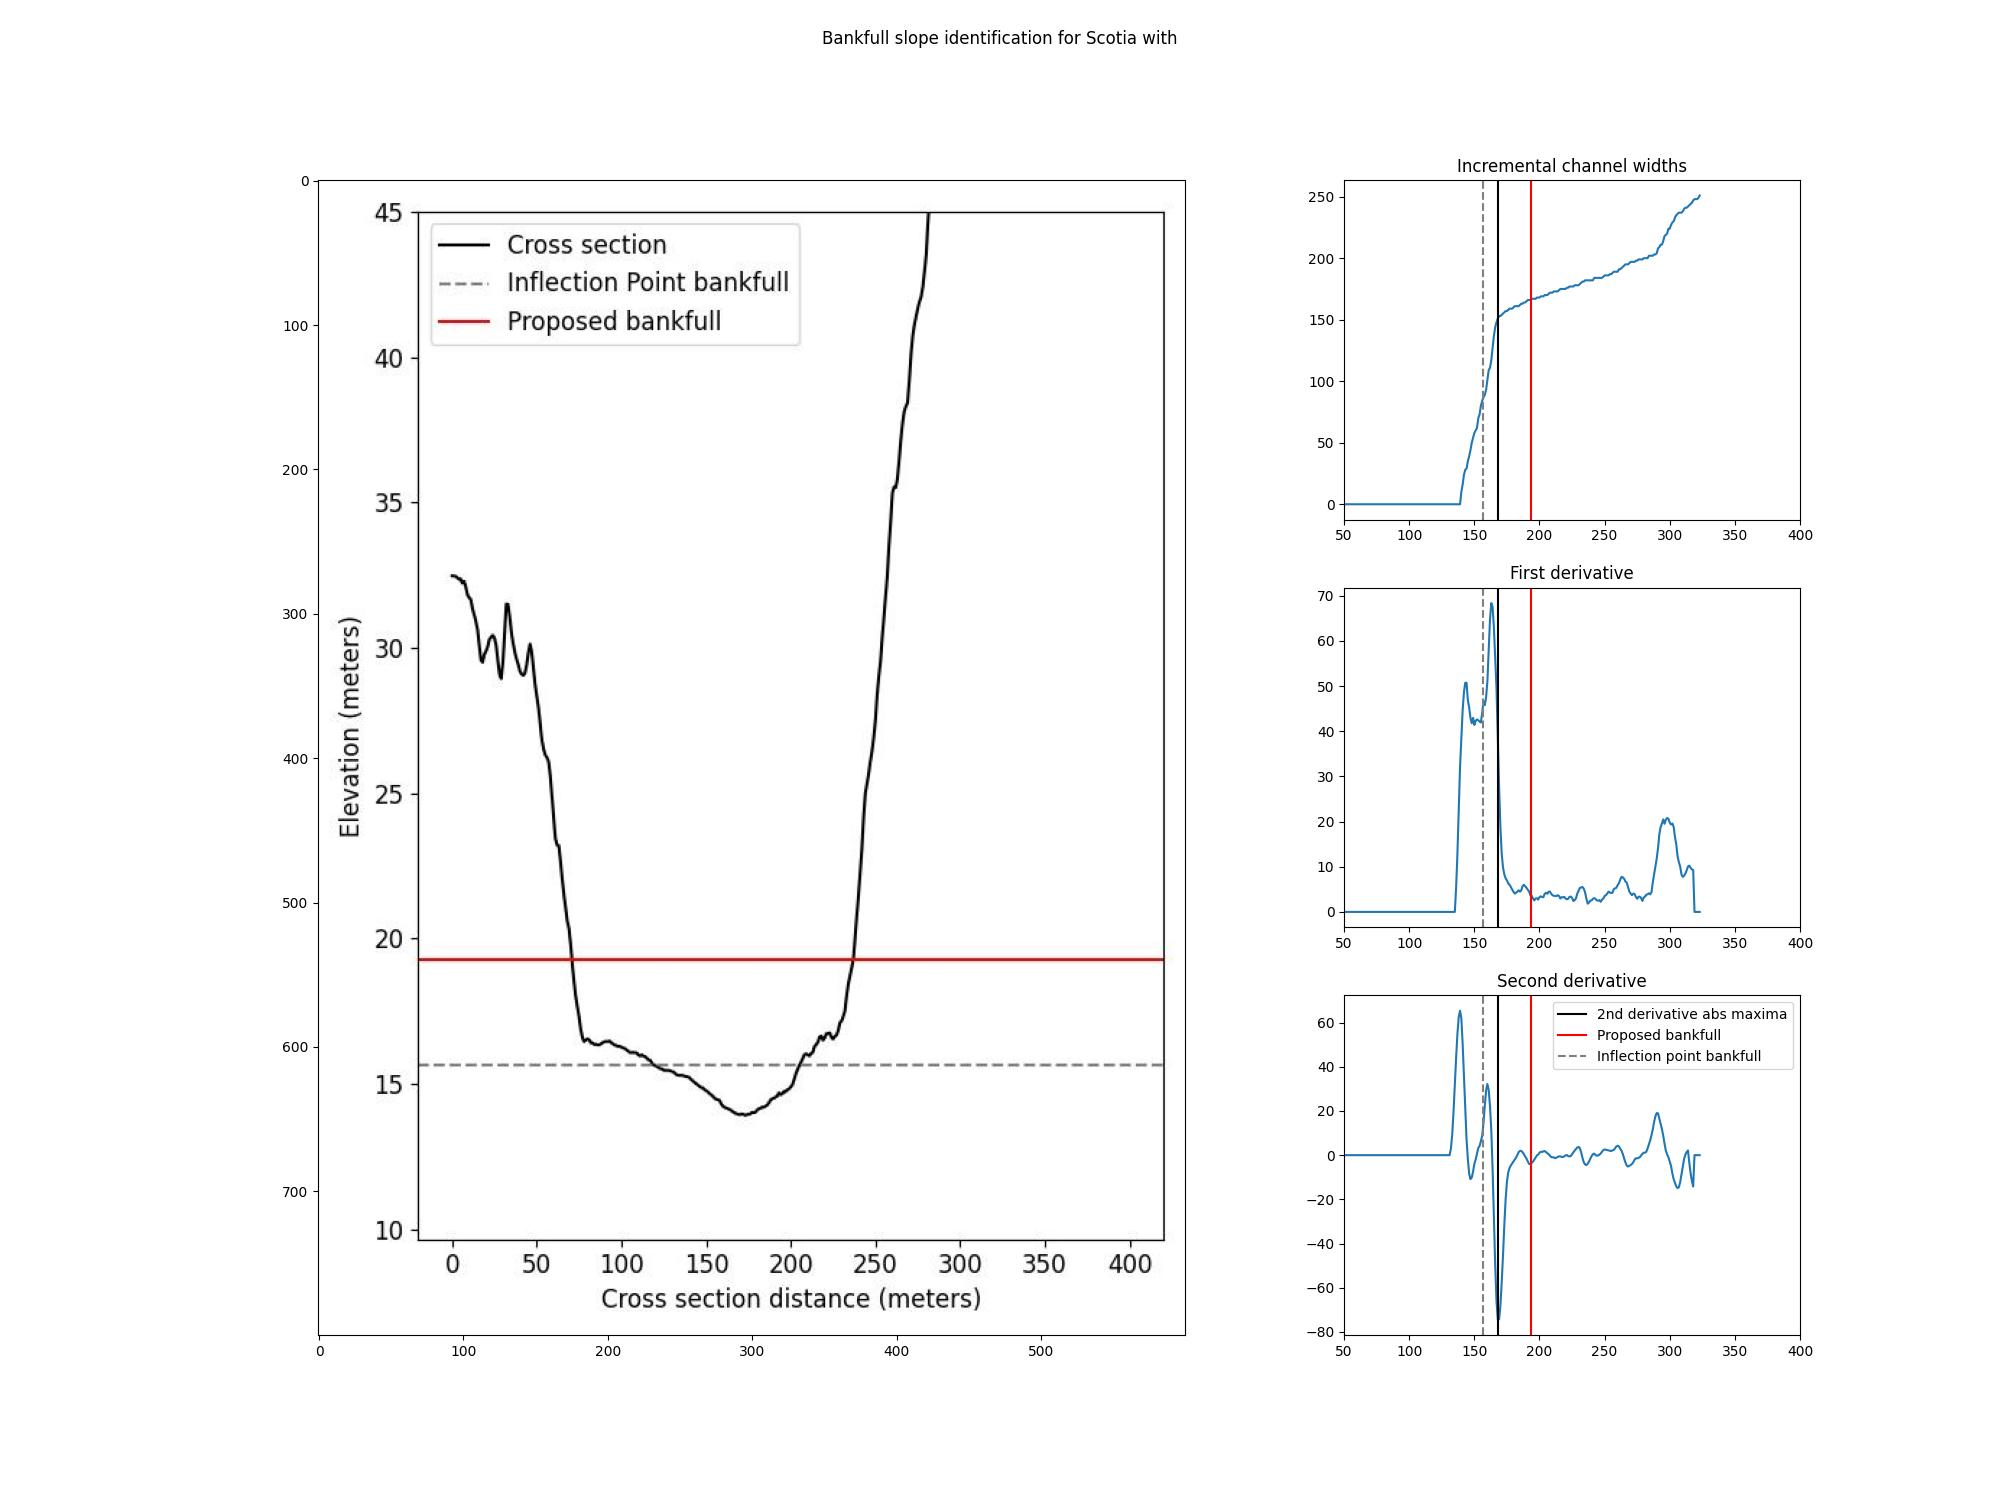 Bankfull slope identification for Scotia with
0
100
200
300
400
500
600
700
0
100
200
300
400
500
45
40
35
30
25
20
15
10
Elevation (meters)
Cross section
Inflection Point bankfull
Proposed bankfull
0 50 100 150 200 250 300 350 400
Cross section distance (meters)
Incremental channel widths
250
200
150
100
50
0
50 100 150 200 250 300 350 400
First derivative
70
60
50
40
30
20
10
0
50 100 150 200 250 300 350 400
Second derivative
60
40
20
0
−20
−40
−60
−80
2nd derivative abs maxima
Proposed bankfull
Inflection point bankfull
50 100 150 200 250 300 350 400